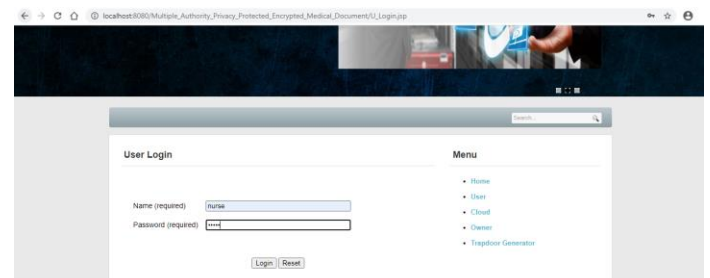 localhost:8080/Multiple_Authority_Privacy_Protected_Encrypted_Medical_Document/U_Login.jsp
Search...
User Login
Menu
Home
User
Cloud
Owner
Trapdoor Generator
Name (required) nurse
Password (required) •••••
Login Reset